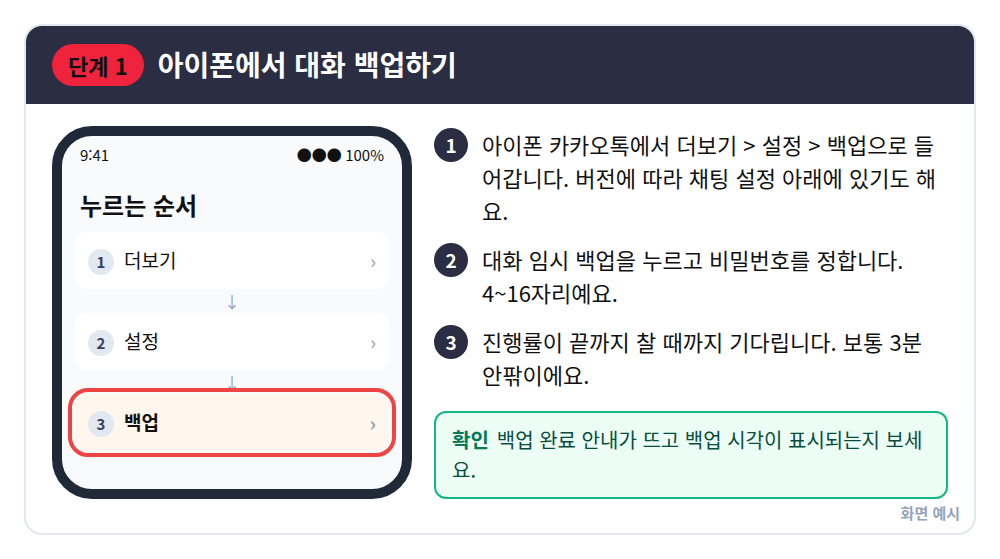 단계 1 아이폰에서 대화 백업하기
9:41 ●●● 100%
누르는 순서
1 더보기 ›
↓
2 설정 ›
↓
3 백업 ›
1 아이폰 카카오톡에서 더보기 > 설정 > 백업으로 들
어갑니다. 버전에 따라 채팅 설정 아래에 있기도 해
요.
2 대화 임시 백업을 누르고 비밀번호를 정합니다.
4~16자리예요.
3 진행률이 끝까지 찰 때까지 기다립니다. 보통 3분
안팎이에요.
확인 백업 완료 안내가 뜨고 백업 시각이 표시되는지 보세
요.
화면 예시